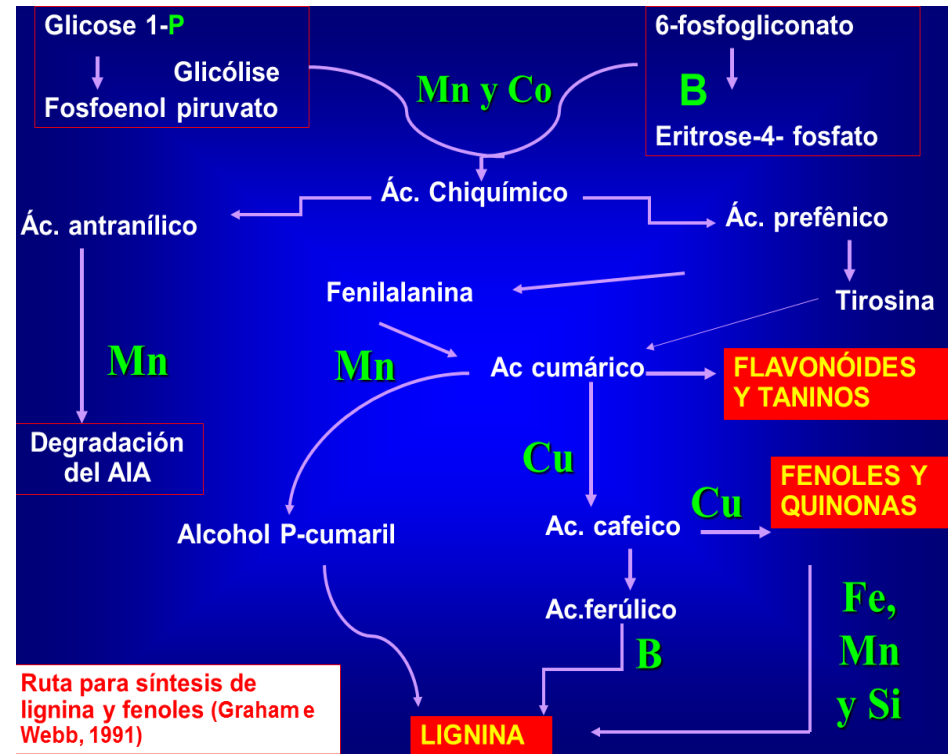 Glicose 1-P
Glicólise
Fosfoenol piruvato
Mn y Co
6-fosfogliconato
B
Eritrose-4- fosfato
Ác. Chiquímico
Ác. antranílico
Ác. prefênico
Fenilalanina
Tirosina
Mn
Mn
Ac cumárico
FLAVONÓIDES
Y TANINOS
Degradación
del AIA
Cu
Cu
FENOLES Y
QUINONAS
Alcohol P-cumaril
Ac. cafeico
Ac.ferúlico
B
Fe,
Mn
y Si
Ruta para síntesis de
lignina y fenoles (Graham e
Webb, 1991)
LIGNINA